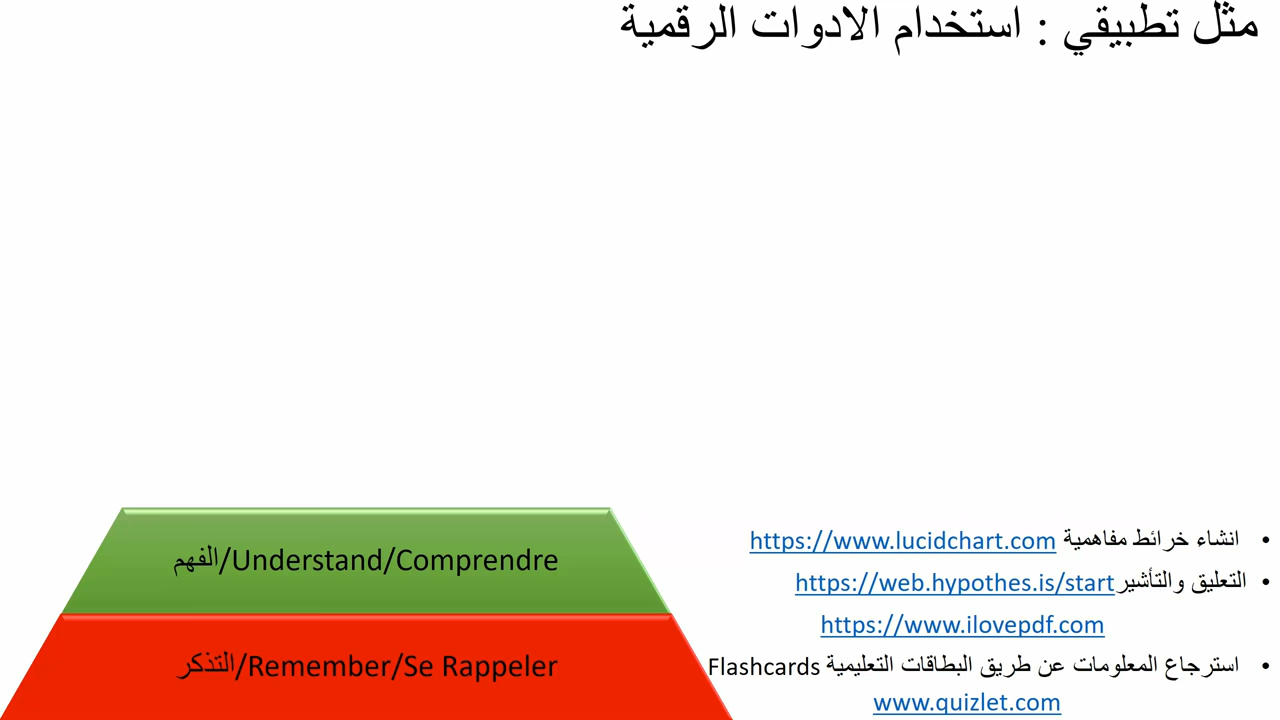 مثل تطبيقي : استخدام الادوات الرقمية
الفهم/Understand/Comprendre
التذكر/Remember/Se Rappeler
• انشاء خرائط مفاهمية https://www.lucidchart.com
• التعليق والتأشير https://web.hypothes.is/start
https://www.ilovepdf.com
• استرجاع المعلومات عن طريق البطاقات التعليمية Flashcards
www.quizlet.com